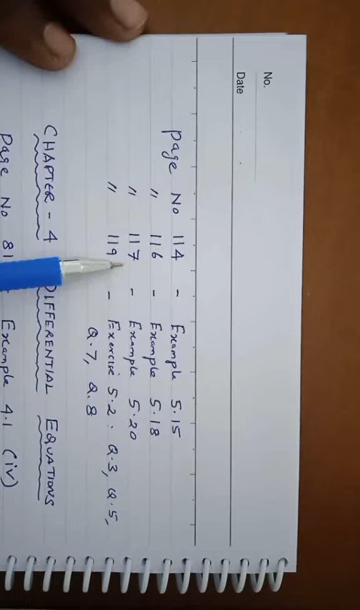 No.
Date
Page No 114 - Example 5.15
" 116 - Example 5.18
" 117 - Example 5.20
" 119 - Exercise 5.2 : Q.3, Q.5,
Q.7, Q.8
CHAPTER - 4 DIFFERENTIAL EQUATIONS
Page No 81 Example 4.1 (iv)